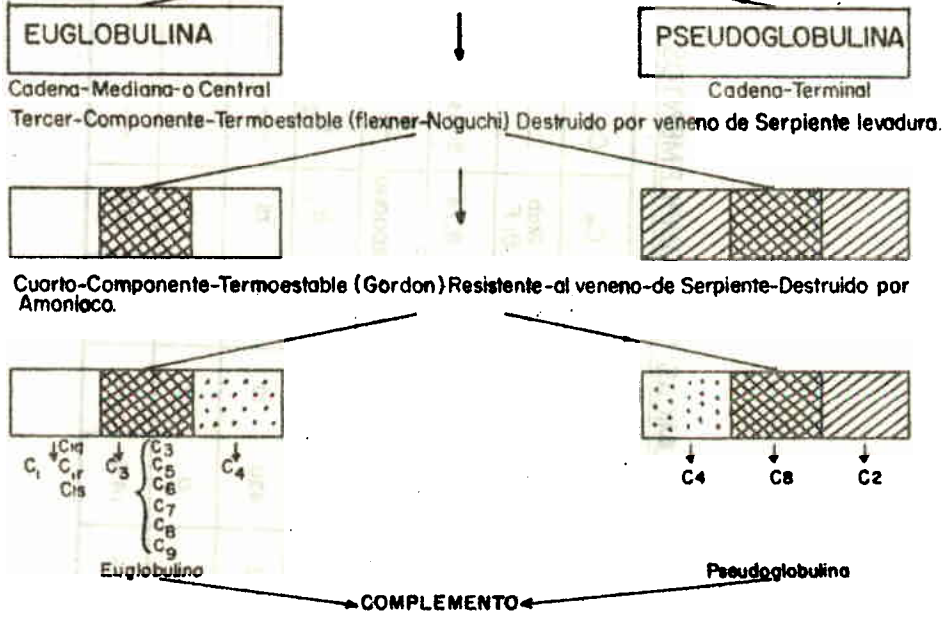 EUGLOBULINA
PSEUDOGLOBULINA
Cadena-Mediana-o Central
Cadena-Terminal
Tercer-Componente-Termoestable (flexner-Noguchi) Destruido por veneno de Serpiente levadura.
Cuarto-Componente-Termoestable (Gordon) Resistente-al veneno-de Serpiente-Destruido por
Amoníaco.
C1
C1q
C1r
C1s
C3
C3
C5
C6
C7
C8
C9
C4
C4
C8
C2
Euglobulina
Pseudoglobulina
COMPLEMENTO